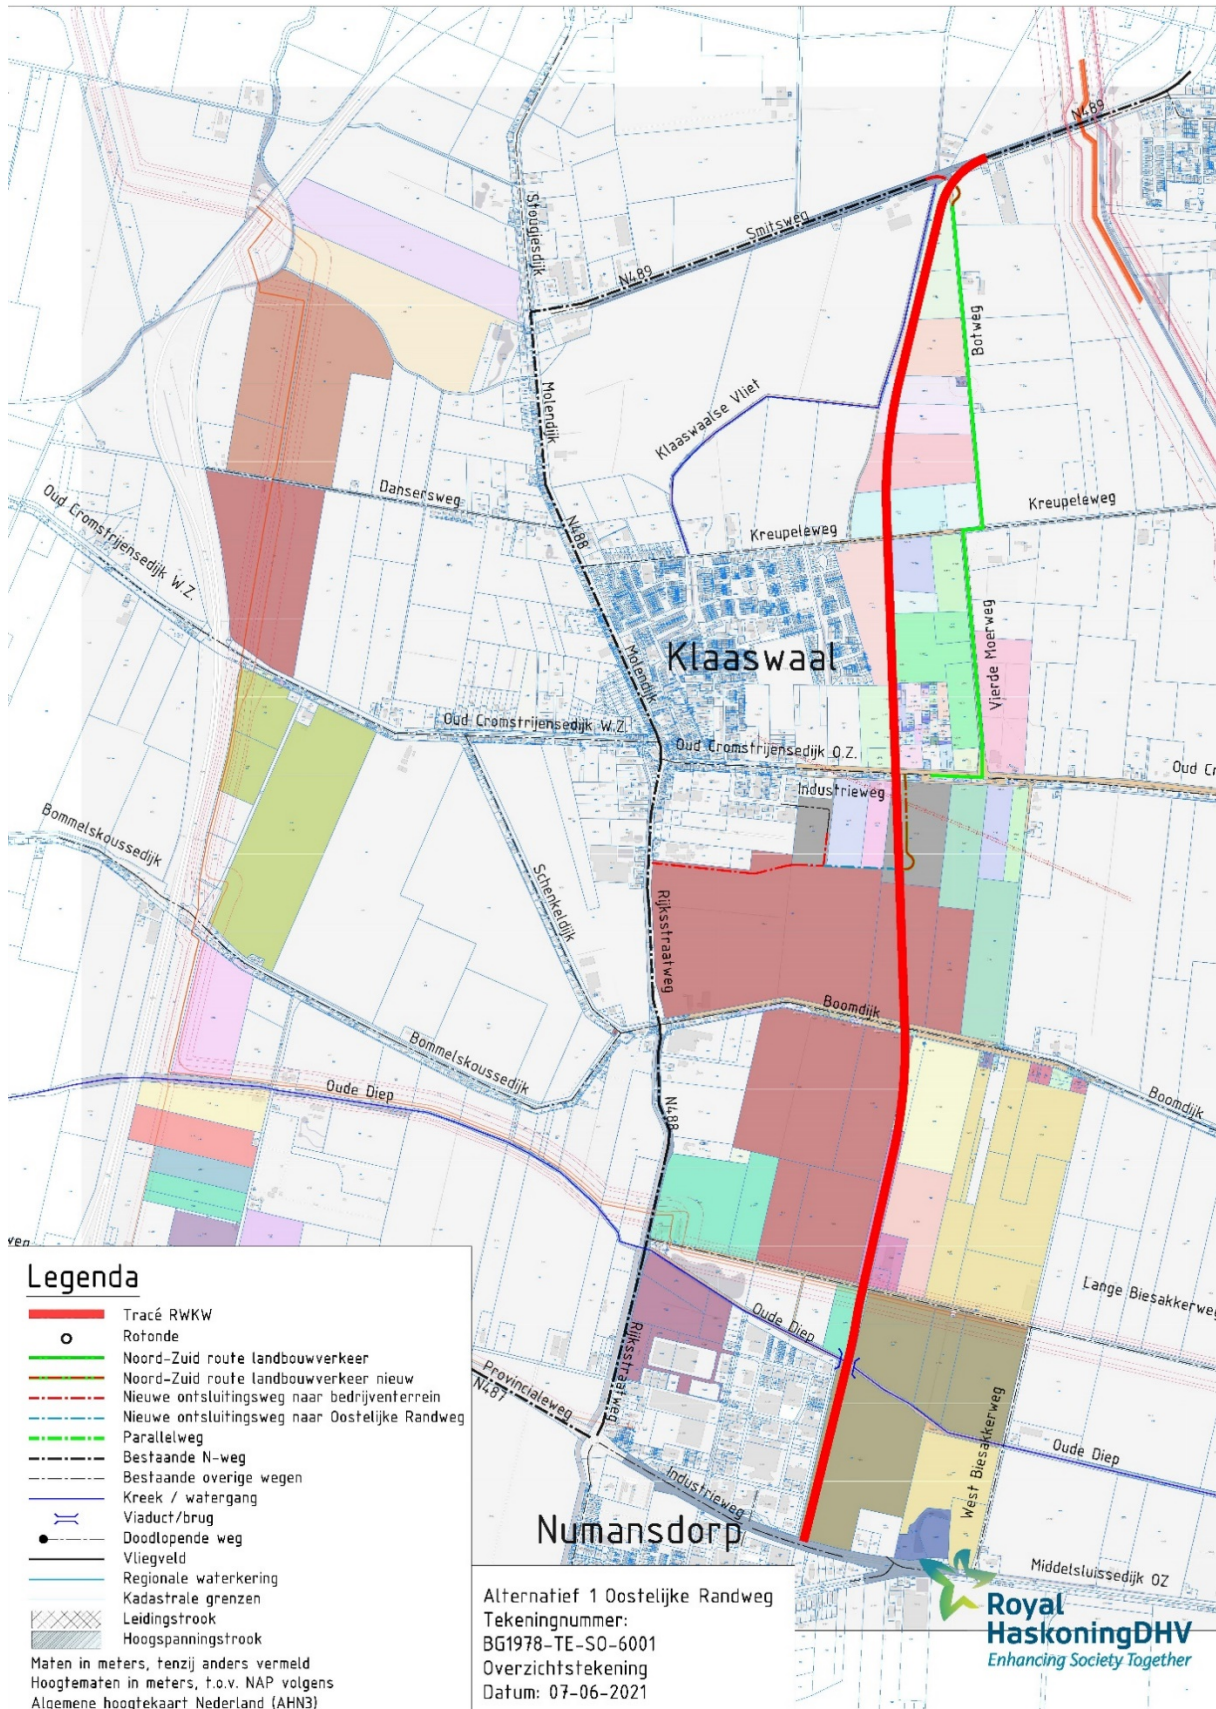 N489
Stougjesdijk
Smitsweg
N489
Botweg
Molendijk
Klaaswaalse Vliet
Dansersweg
Kreupeleweg
Kreupeleweg
Oud Cromstrijensedijk W.Z.
N488
Klaaswaal
Molendijk
Vierde Moerweg
Oud Cromstrijensedijk W.Z.
Oud Cromstrijensedijk O.Z.
Oud Cr
Industrieweg
Bommelskoussedijk
Schenkeldijk
Rijksstraatweg
Boomdijk
Bommelskoussedijk
Oude Diep
N488
Boomdijk
weg
Lange Biesakkerweg
Oude Diep
Rijksstraatweg
Provincialeweg
N487
West Biesakkerweg
Oude Diep
Industrieweg
Numansdorp
Middelsluissedijk OZ
Legenda
Tracé RWKW
Rotonde
Noord-Zuid route landbouwverkeer
Noord-Zuid route landbouwverkeer nieuw
Nieuwe ontsluitingsweg naar bedrijventerrein
Nieuwe ontsluitingsweg naar Oostelijke Randweg
Parallelweg
Bestaande N-weg
Bestaande overige wegen
Kreek / watergang
Viaduct/brug
Doodlopende weg
Vliegveld
Regionale waterkering
Kadastrale grenzen
Leidingstrook
Hoogspanningstrook
Maten in meters, tenzij anders vermeld
Hoogtematen in meters, t.o.v. NAP volgens
Algemene hoogtekaart Nederland (AHN3)
Alternatief 1 Oostelijke Randweg
Tekeningnummer:
BG1978-TE-SO-6001
Overzichtstekening
Datum: 07-06-2021
Royal
HaskoningDHV
Enhancing Society Together